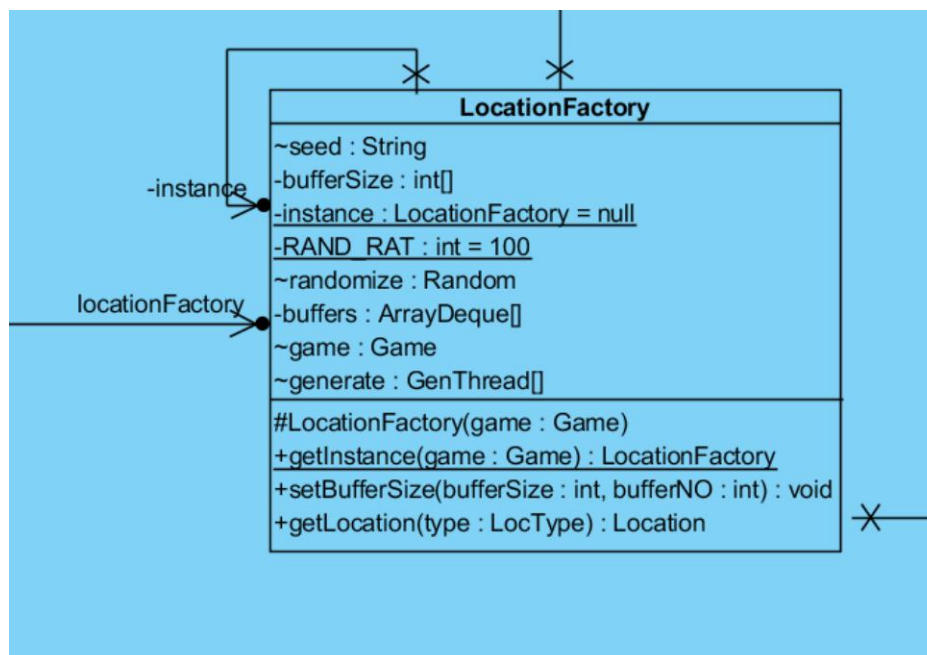 LocationFactory
~seed : String
-bufferSize : int[]
-instance
-instance : LocationFactory = null
-RAND_RAT : int = 100
~randomize : Random
locationFactory
-buffers : ArrayDeque[]
~game : Game
~generate : GenThread[]
#LocationFactory(game : Game)
+getInstance(game : Game) : LocationFactory
+setBufferSize(bufferSize : int, bufferNO : int) : void
+getLocation(type : LocType) : Location